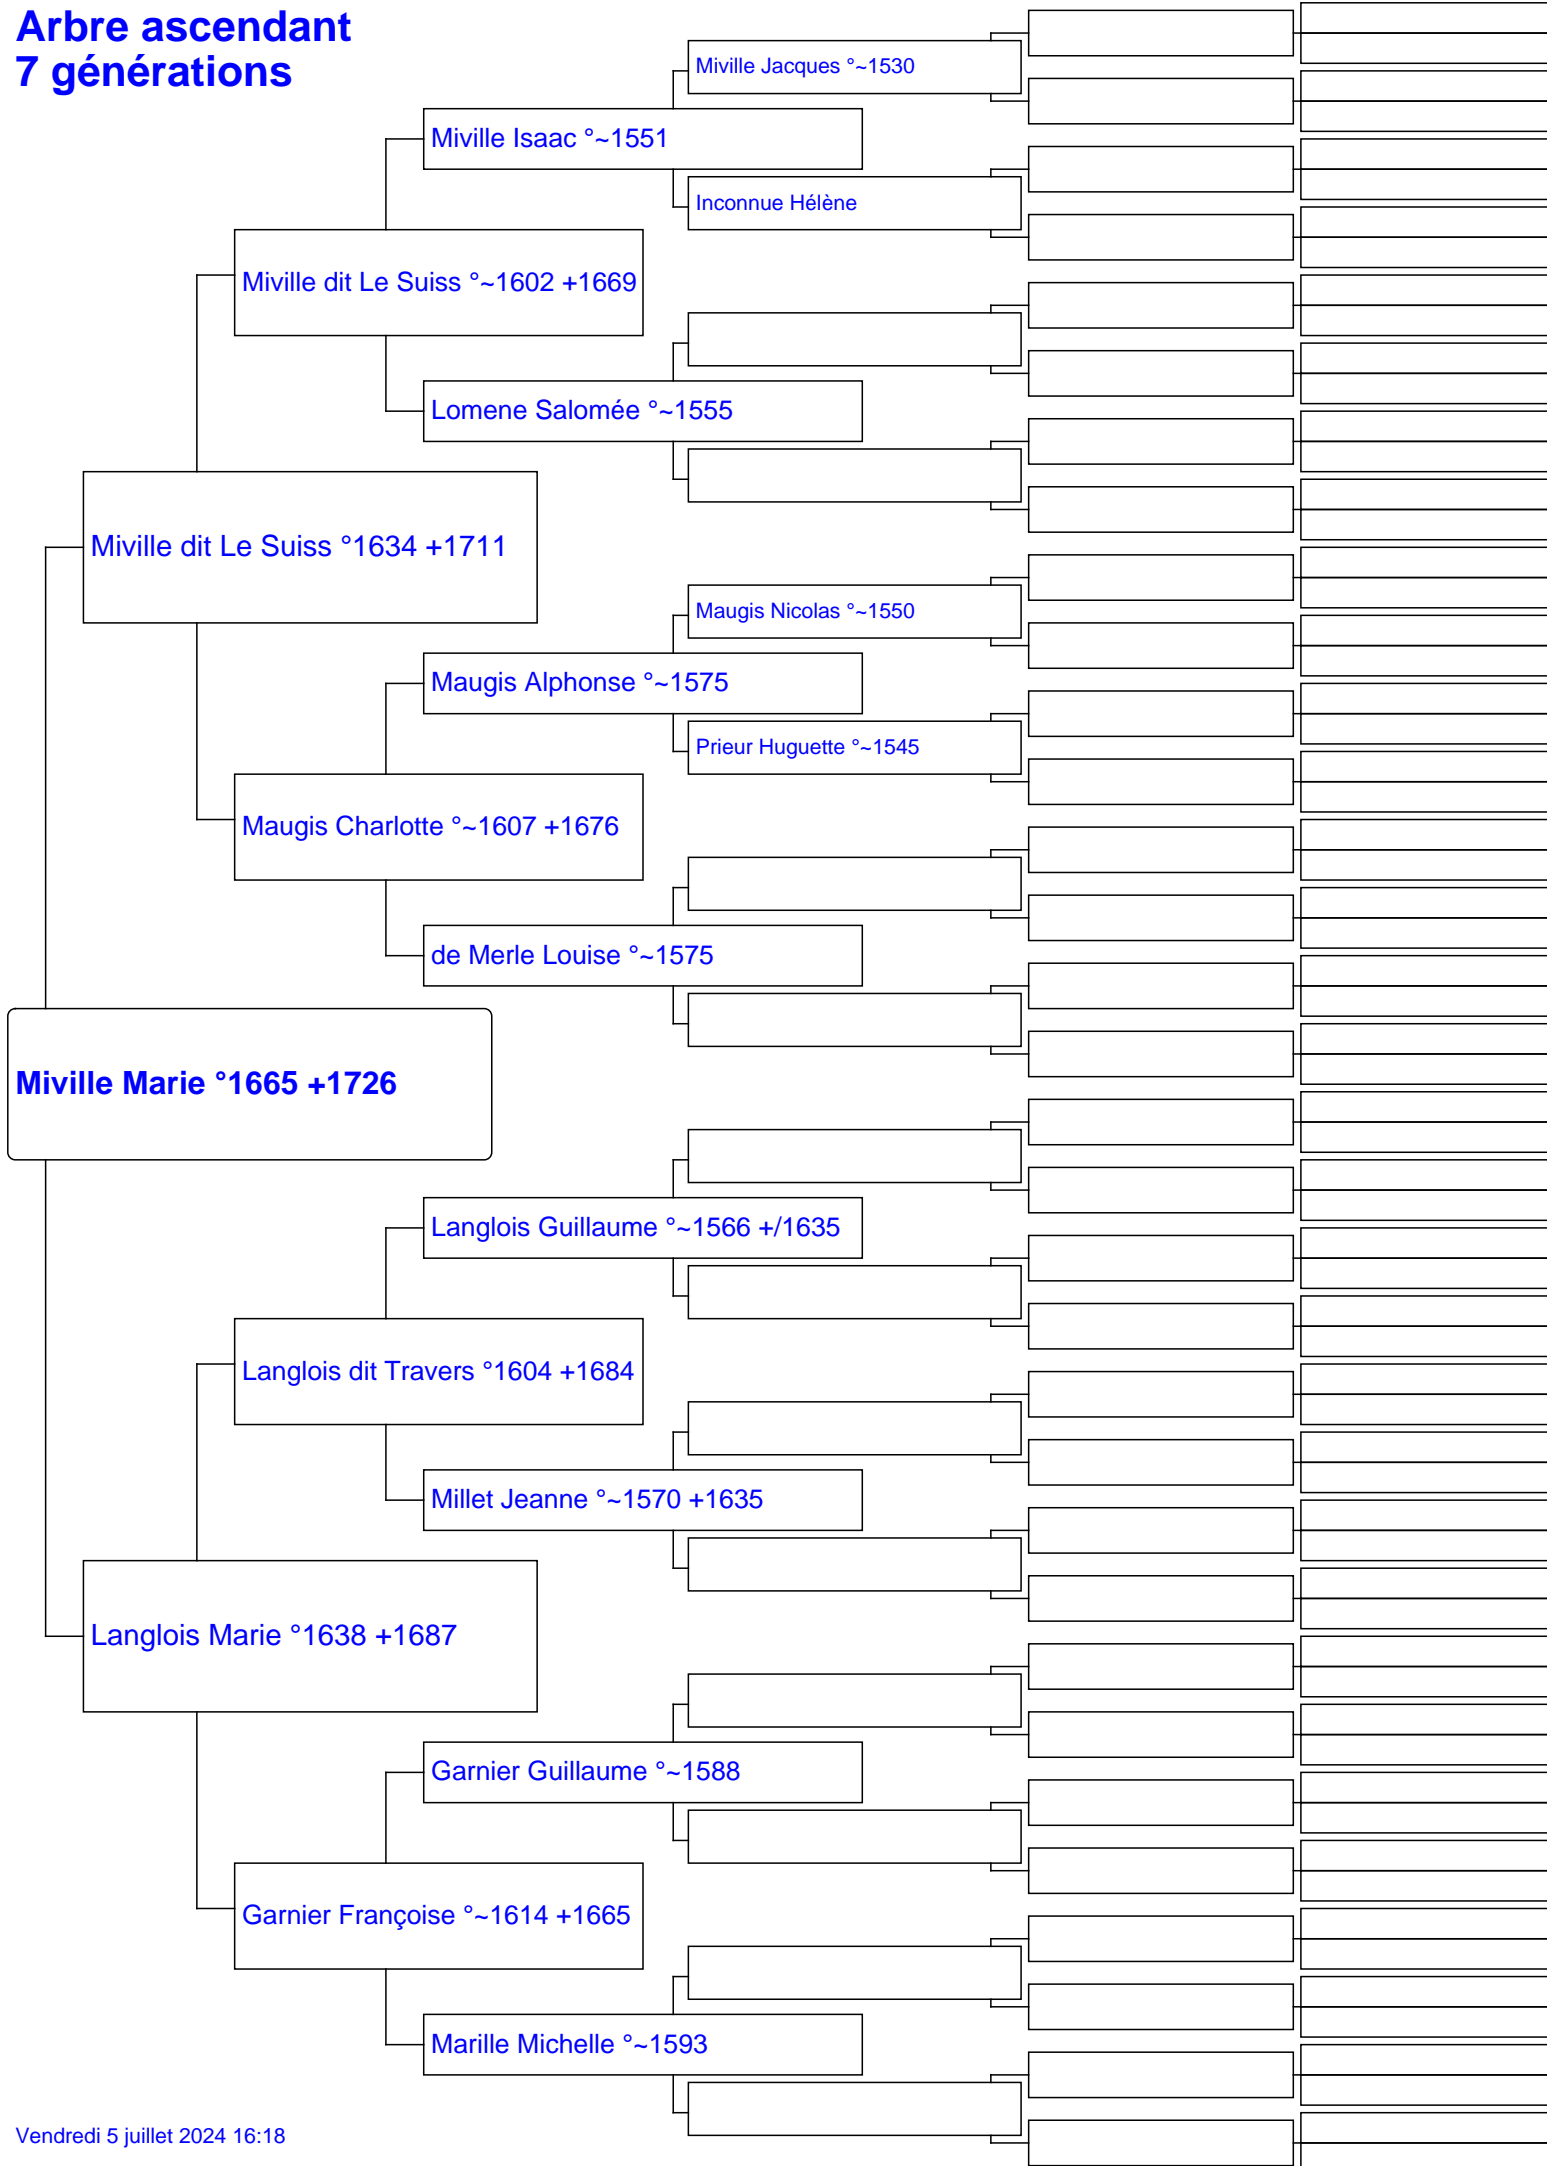 Arbre ascendant
7 générations
Miville Jacques °~1530
Miville Isaac °~1551
Inconnue Hélène
Miville dit Le Suiss °~1602 +1669
Lomene Salomée °~1555
Miville dit Le Suiss °1634 +1711
Maugis Nicolas °~1550
Maugis Alphonse °~1575
Prieur Huguette °~1545
Maugis Charlotte °~1607 +1676
de Merle Louise °~1575
Miville Marie °1665 +1726
Langlois Guillaume °~1566 +/1635
Langlois dit Travers °1604 +1684
Millet Jeanne °~1570 +1635
Langlois Marie °1638 +1687
Garnier Guillaume °~1588
Garnier Françoise °~1614 +1665
Marille Michelle °~1593
Vendredi 5 juillet 2024 16:18